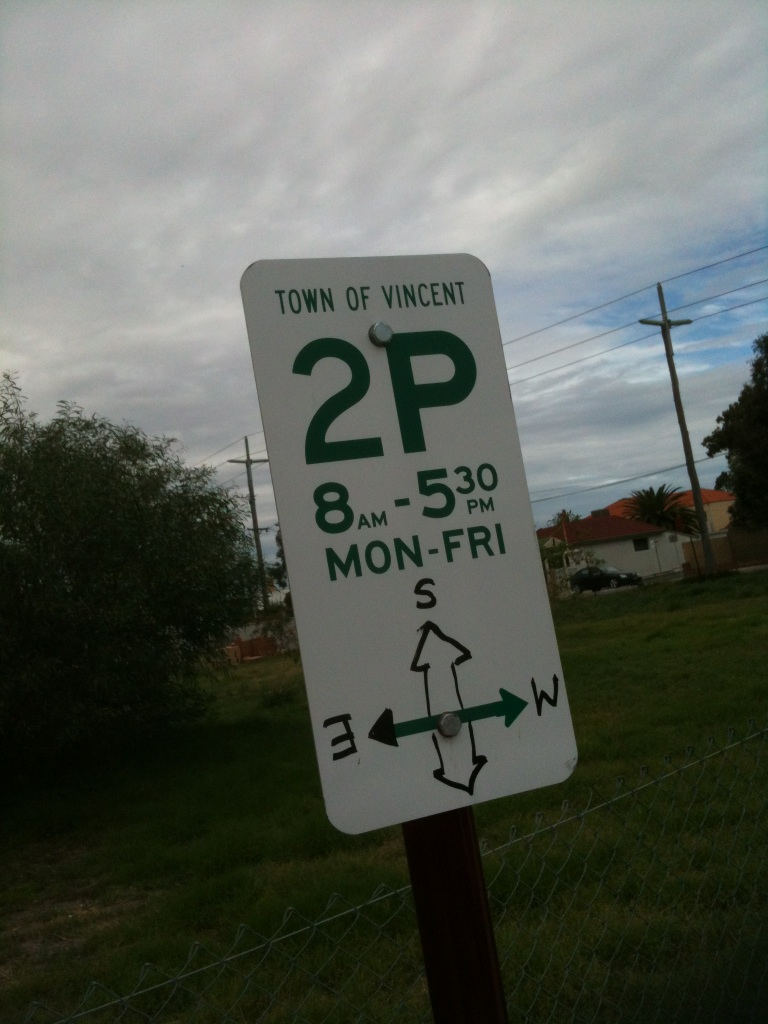 TOWN OF VINCENT
2P
8AM-530PM
MON-FRI
S
E W